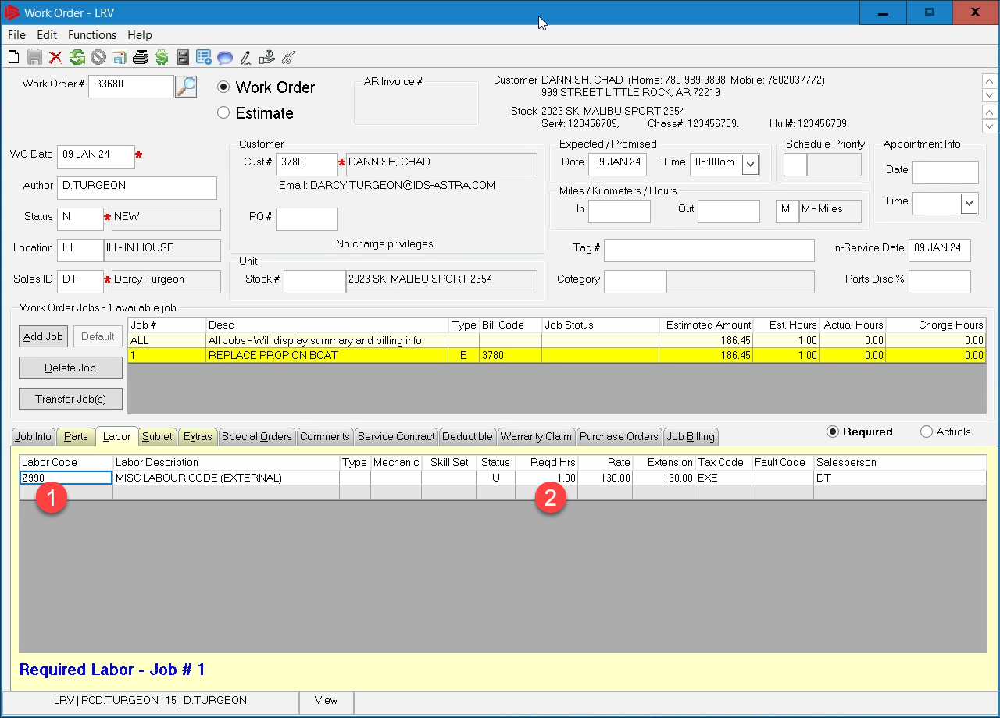 Work Order - LRV
File Edit Functions Help
Work Order # R3680
Work Order
Estimate
AR Invoice #
Customer DANNISH, CHAD (Home: 780-989-9898 Mobile: 7802037772)
999 STREET LITTLE ROCK, AR 72219
Stock 2023 SKI MALIBU SPORT 2354
Ser#: 123456789, Chass#: 123456789, Hull#: 123456789
WO Date 09 JAN 24 *
Author D.TURGEON
Status N * NEW
Location IH IH - IN HOUSE
Sales ID DT * Darcy Turgeon
Customer
Cust # 3780 * DANNISH, CHAD
Email: DARCY.TURGEON@IDS-ASTRA.COM
PO #
No charge privileges.
Unit
Stock # 2023 SKI MALIBU SPORT 2354
Expected / Promised
Date 09 JAN 24 Time 08:00am
Schedule Priority
Appointment Info
Date
Time
Miles / Kilometers / Hours
In Out M M - Miles
Tag # In-Service Date 09 JAN 24
Category Parts Disc %
Work Order Jobs - 1 available job
Add Job Default
Delete Job
Transfer Job(s)
Job # Desc Type Bill Code Job Status Estimated Amount Est. Hours Actual Hours Charge Hours
ALL All Jobs - Will display summary and billing info 186.45 1.00 0.00 0.00
1 REPLACE PROP ON BOAT E 3780 186.45 1.00 0.00 0.00
Job Info Parts Labor Sublet Extras Special Orders Comments Service Contract Deductible Warranty Claim Purchase Orders Job Billing Required Actuals
Labor Code Labor Description Type Mechanic Skill Set Status Reqd Hrs Rate Extension Tax Code Fault Code Salesperson
Z990 MISC LABOUR CODE (EXTERNAL) U 1.00 130.00 130.00 EXE DT
1 2
Required Labor - Job # 1
LRV | PCD.TURGEON | 15 | D.TURGEON View